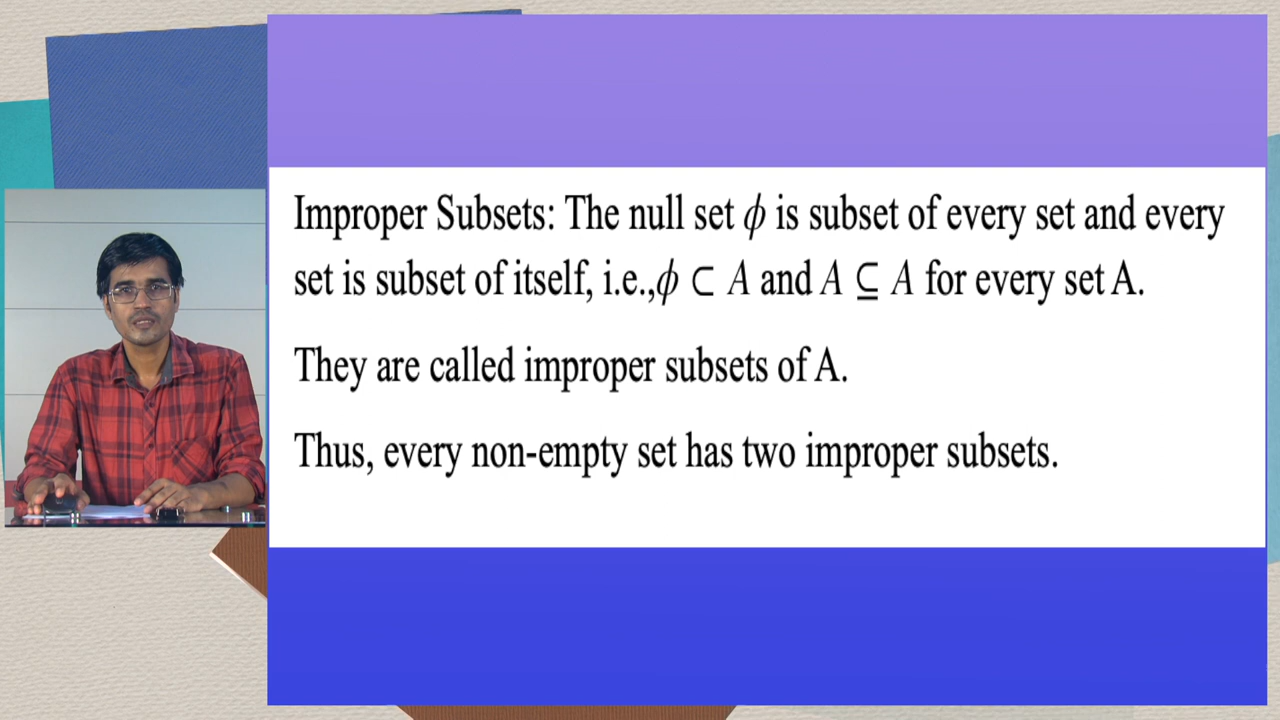 Improper Subsets: The null set ϕ is subset of every set and every
set is subset of itself, i.e.,ϕ ⊂ A and A ⊆ A for every set A.
They are called improper subsets of A.
Thus, every non-empty set has two improper subsets.